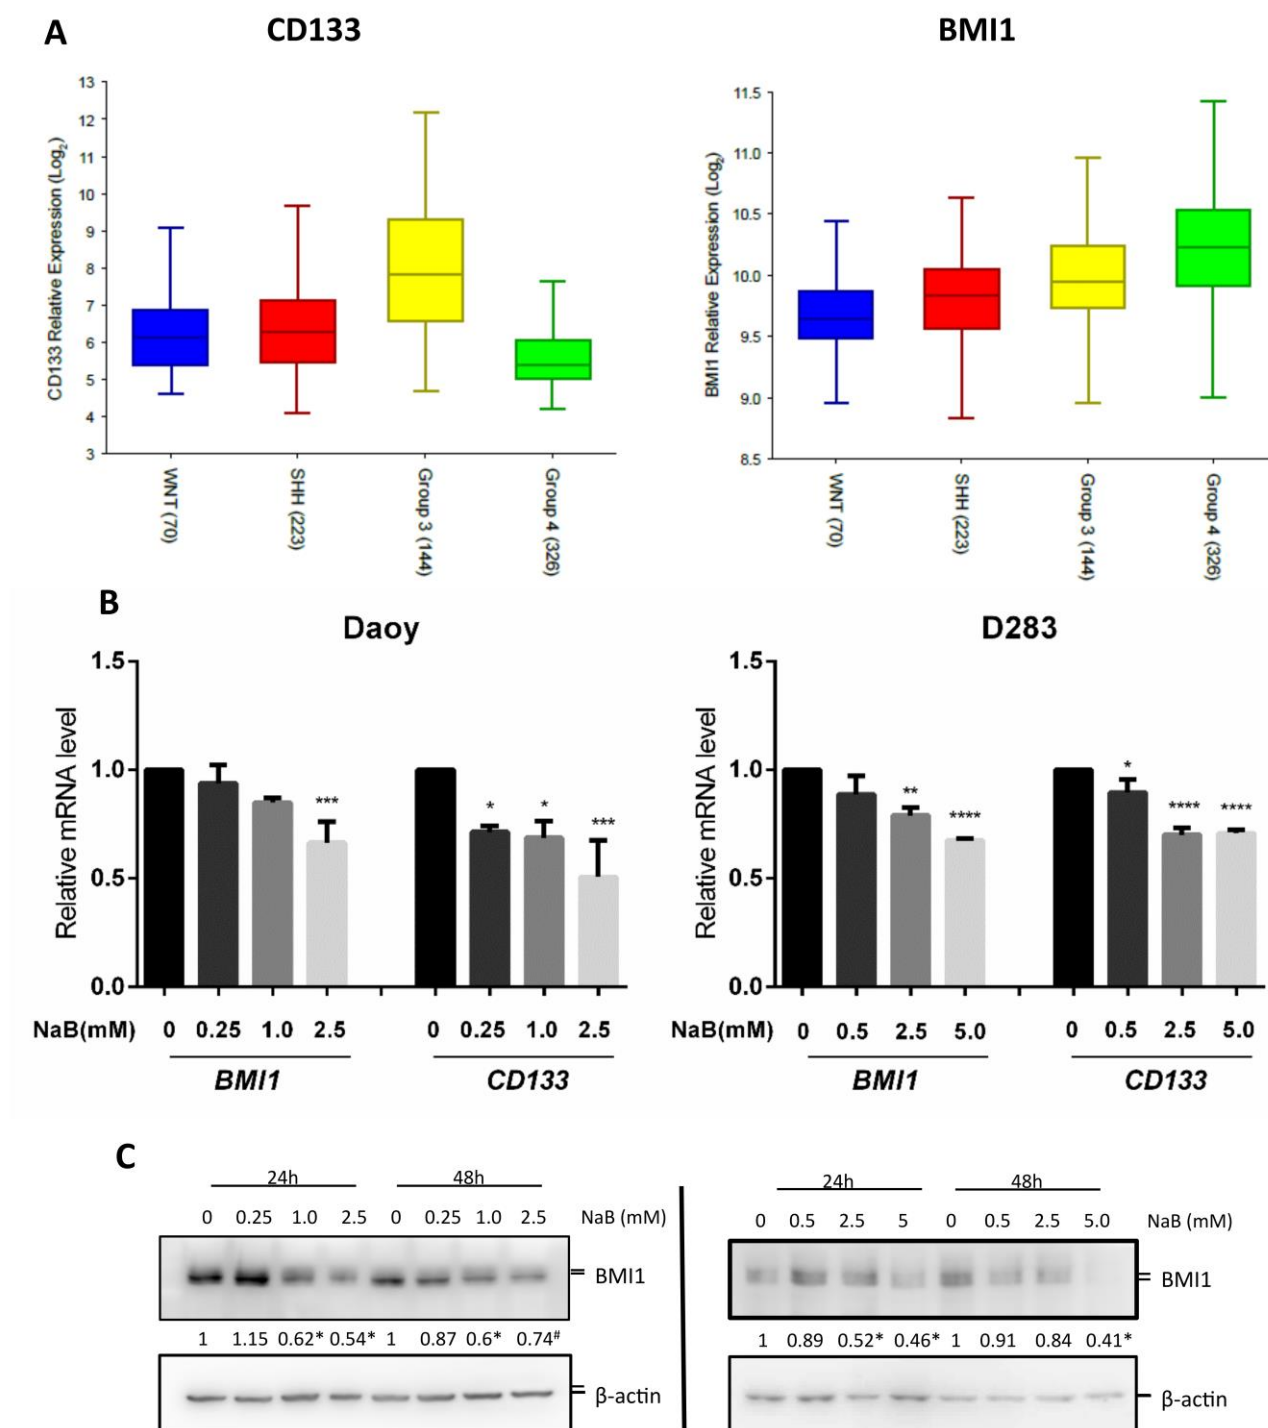 A
CD133
BMI1
CD133 Relative Expression (Log2)
13
12
11
10
9
8
7
6
5
4
3
WNT (70)
SHH (223)
Group 3 (144)
Group 4 (326)
BMI1 Relative Expression (Log2)
11.5
11.0
10.5
10.0
9.5
9.0
8.5
WNT (70)
SHH (223)
Group 3 (144)
Group 4 (326)
B
Daoy
Relative mRNA level
1.5
1.0
0.5
0.0
***
* * ***
NaB(mM) 0 0.25 1.0 2.5 0 0.25 1.0 2.5
BMI1 CD133
D283
Relative mRNA level
1.5
1.0
0.5
0.0
** ****
* **** ****
NaB(mM) 0 0.5 2.5 5.0 0 0.5 2.5 5.0
BMI1 CD133
C
24h 48h
0 0.25 1.0 2.5 0 0.25 1.0 2.5 NaB (mM)
BMI1
1 1.15 0.62* 0.54* 1 0.87 0.6* 0.74#
β-actin
24h 48h
0 0.5 2.5 5 0 0.5 2.5 5.0 NaB (mM)
BMI1
1 0.89 0.52* 0.46* 1 0.91 0.84 0.41*
β-actin